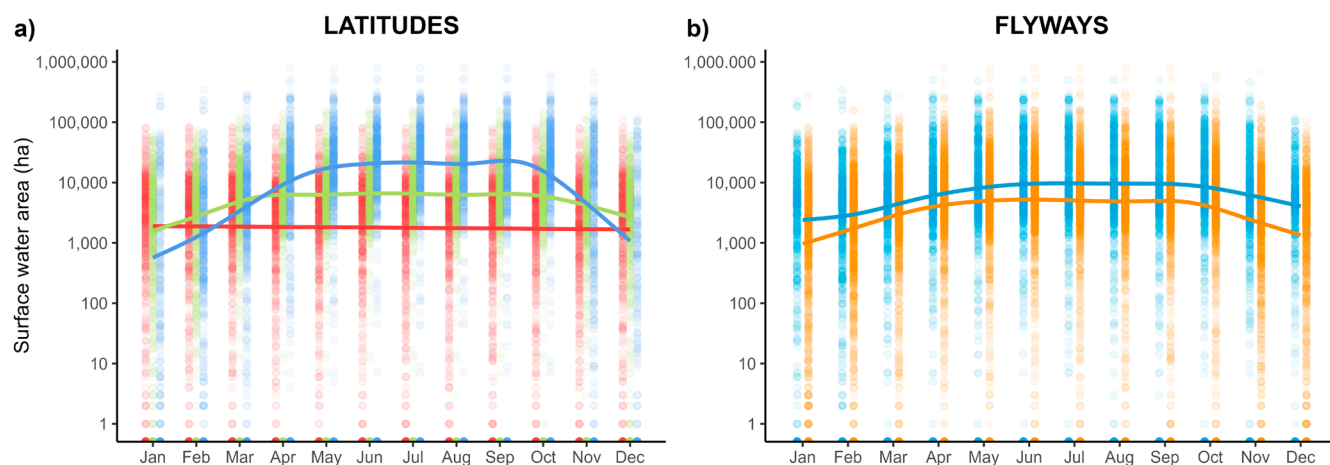 a) LATITUDES
b) FLYWAYS
Surface water area (ha)
1,000,000
100,000
10,000
1,000
100
10
1
Jan Feb Mar Apr May Jun Jul Aug Sep Oct Nov Dec
1,000.000
100,000
10,000
1,000
100
10
1
Jan Feb Mar Apr May Jun Jul Aug Sep Oct Nov Dec